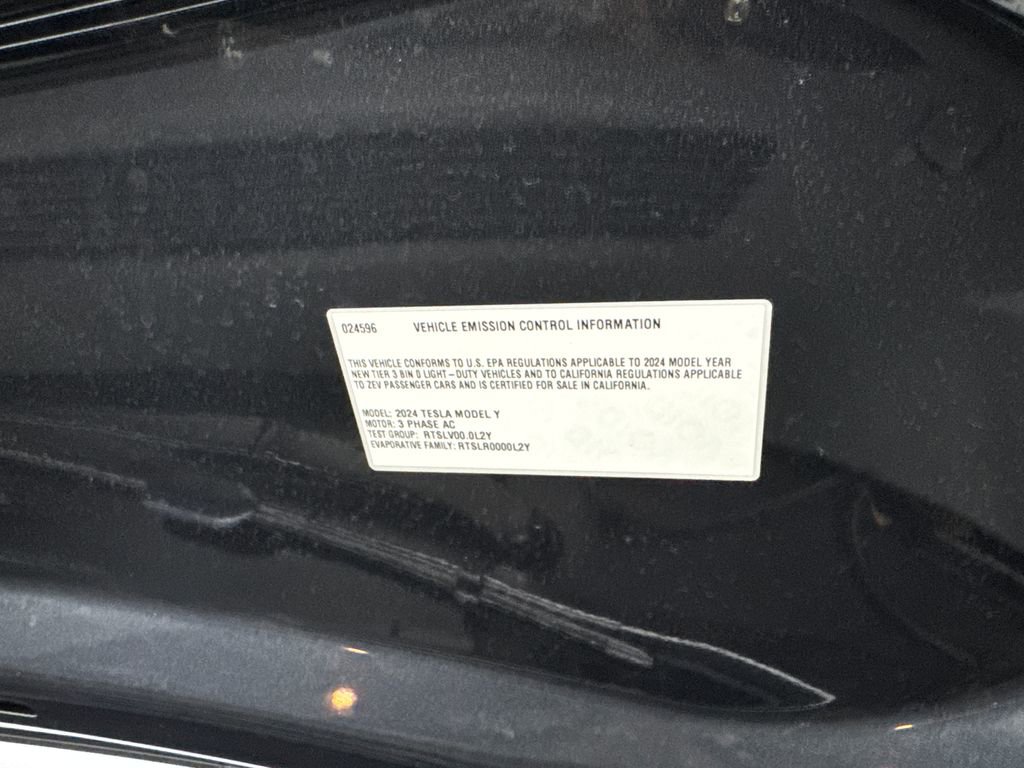 024596 VEHICLE EMISSION CONTROL INFORMATION
THIS VEHICLE CONFORMS TO U.S. EPA REGULATIONS APPLICABLE TO 2024 MODEL YEAR
NEW TIER 3 BIN 0 LIGHT-DUTY VEHICLES AND TO CALIFORNIA REGULATIONS APPLICABLE
TO ZEV PASSENGER CARS AND IS CERTIFIED FOR SALE IN CALIFORNIA.
MODEL: 2024 TESLA MODEL Y
MOTOR: 3 PHASE AC
TEST GROUP: RTSLV00.0L2Y
EVAPORATIVE FAMILY: RTSLR0000L2Y